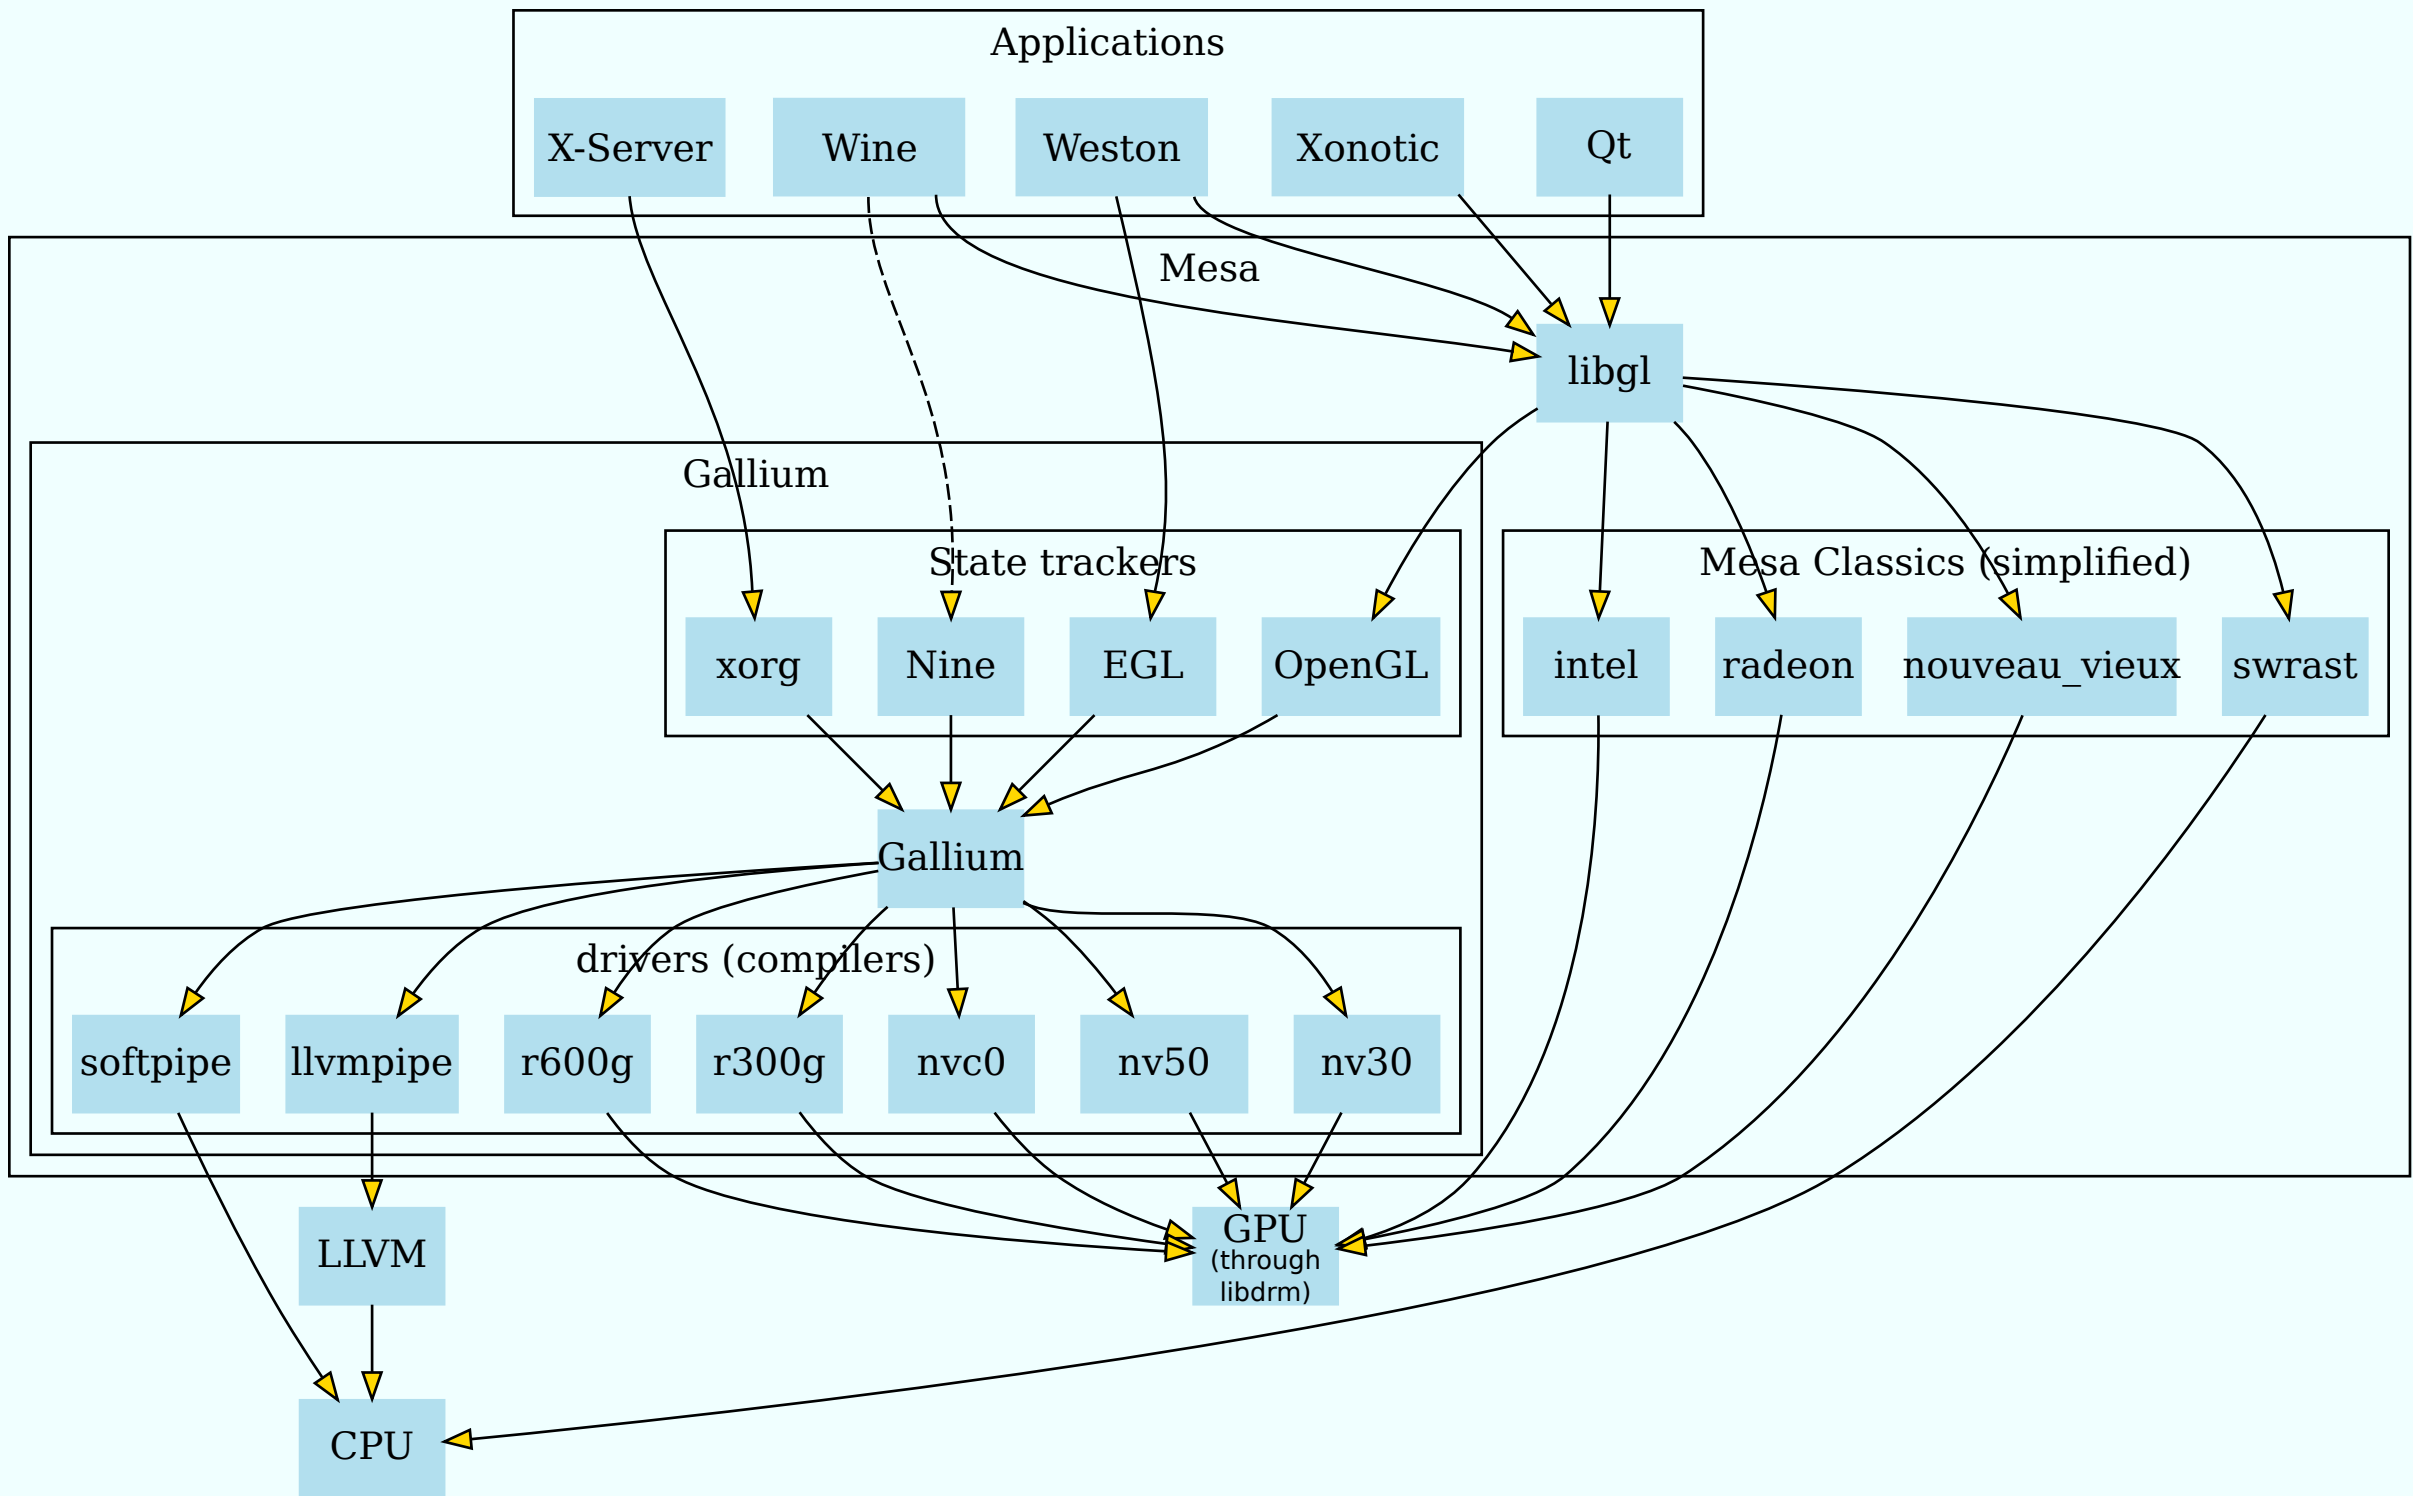 Applications
X-Server
Wine
Weston
Xonotic
Qt
Mesa
libgl
Gallium
State trackers
Mesa Classics (simplified)
xorg
Nine
EGL
OpenGL
intel
radeon
nouveau_vieux
swrast
Gallium
drivers (compilers)
softpipe
llvmpipe
r600g
r300g
nvc0
nv50
nv30
LLVM
GPU
(through
libdrm)
CPU